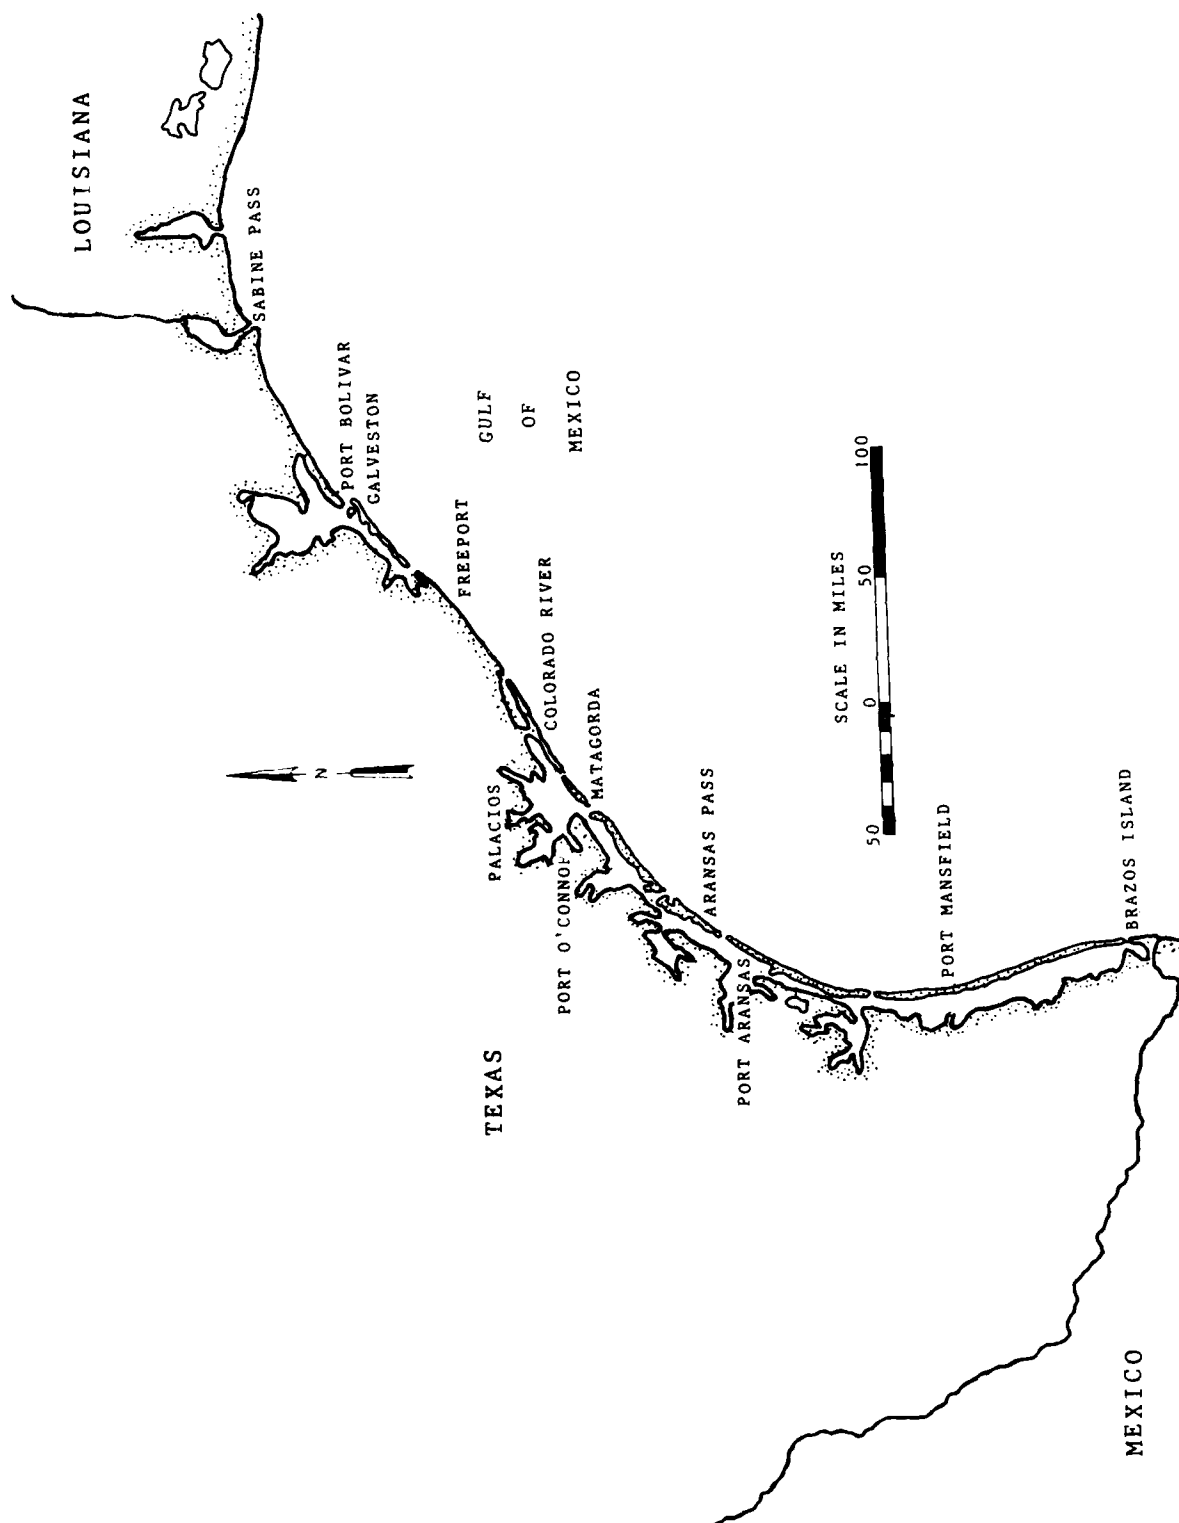 LOUISIANA
SABINE PASS
PORT BOLIVAR
GALVESTON
GULF
OF
MEXICO
FREEPORT
COLORADO RIVER
MATAGORDA
N
PALACIOS
PORT O'CONNOR
ARANSAS PASS
PORT ARANSAS
TEXAS
SCALE IN MILES
50 0 50 100
PORT MANSFIELD
BRAZOS ISLAND
MEXICO